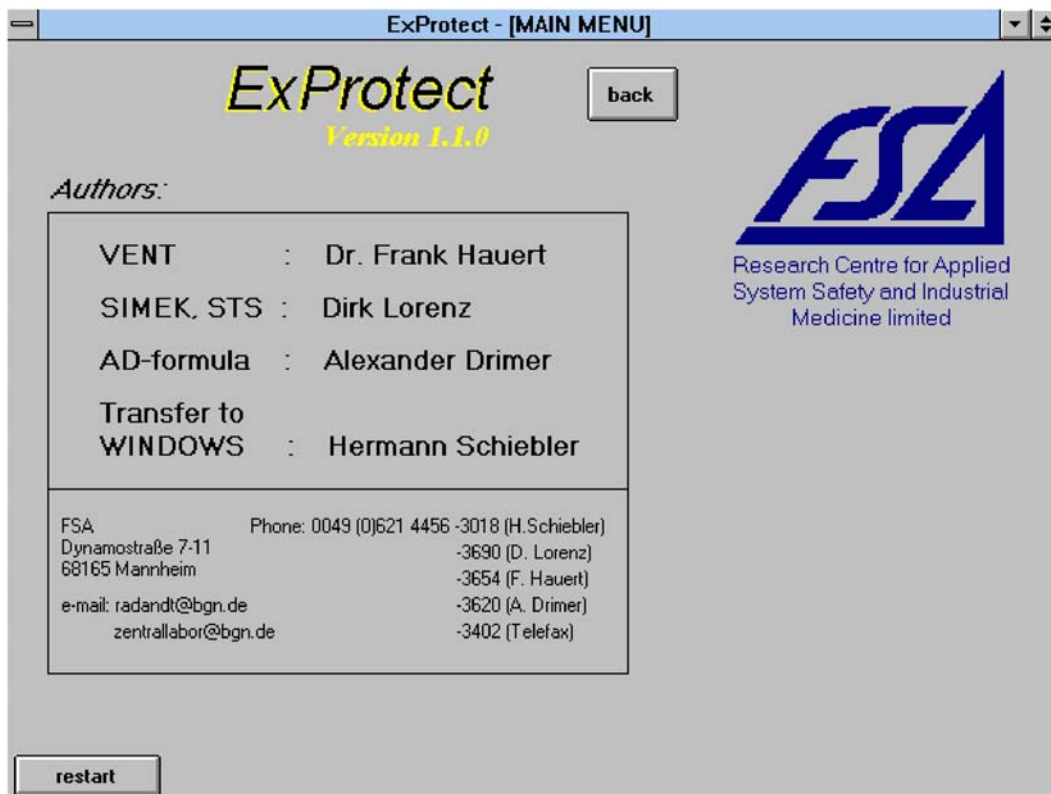 ExProtect - [MAIN MENU]
ExProtect
Version 1.1.0
back
FSA
Research Centre for Applied
System Safety and Industrial
Medicine limited
Authors:
VENT : Dr. Frank Hauert
SIMEK, STS : Dirk Lorenz
AD-formula : Alexander Drimer
Transfer to
WINDOWS : Hermann Schiebler
FSA Phone: 0049 (0)621 4456 -3018 (H.Schiebler)
Dynamostraße 7-11 -3690 (D. Lorenz)
68165 Mannheim -3654 (F. Hauert)
e-mail: radandt@bgn.de -3620 (A. Drimer)
zentrallabor@bgn.de -3402 (Telefax)
restart